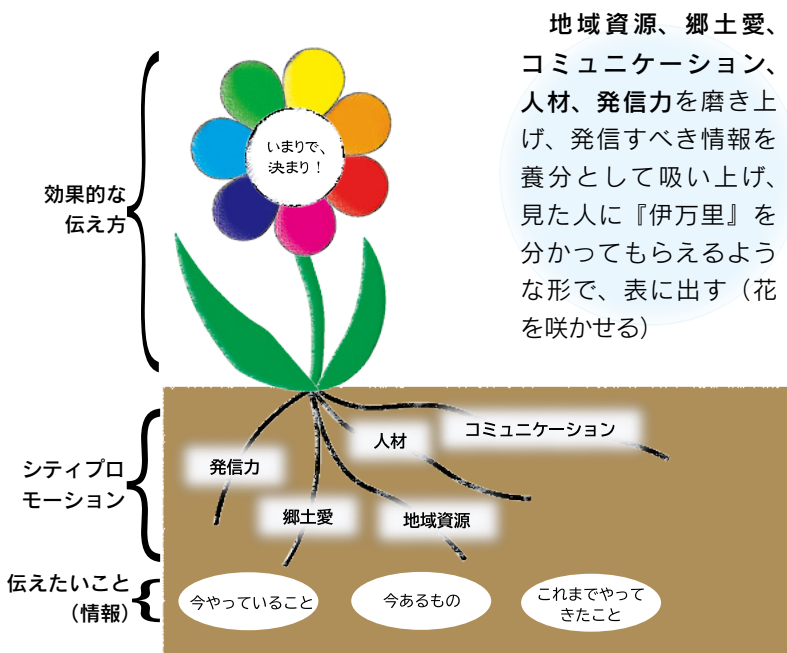 地域資源、郷土愛、
コミュニケーション、
人材、発信力を磨き上
げ、発信すべき情報を
養分として吸い上げ、
見た人に『伊万里』を
分かってもらえるよう
な形で、表に出す（花
を咲かせる）
いまりで、
決まり！
効果的な
伝え方
シティプロ
モーション
発信力
人材
コミュニケーション
郷土愛
地域資源
伝えたいこと
（情報）
今やっていること
今あるもの
これまでやって
きたこと